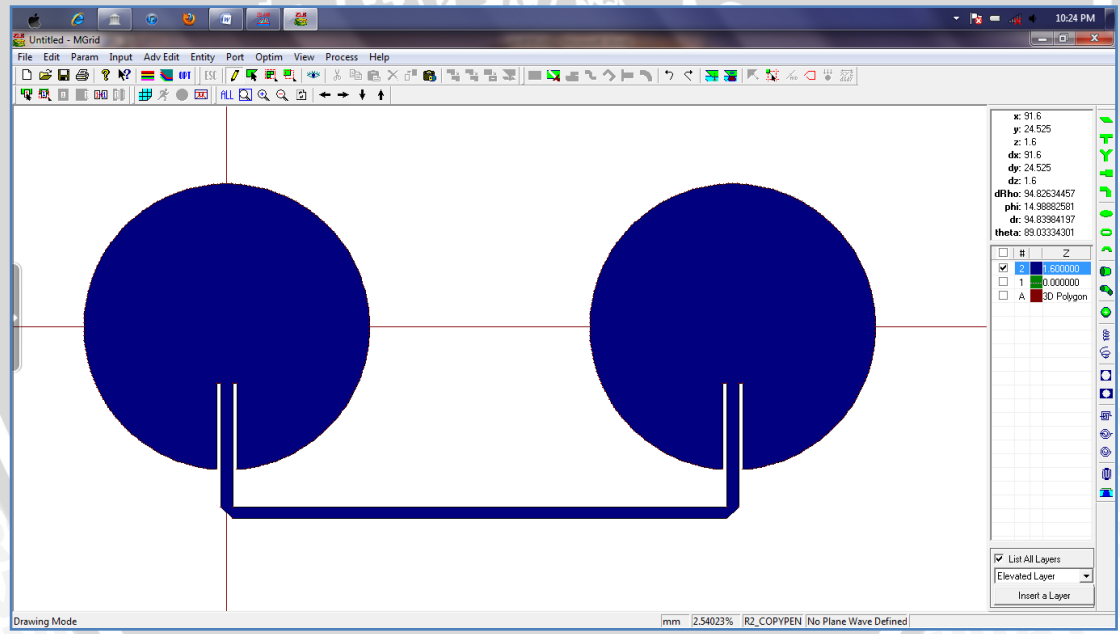 10:24 PM
Untitled - MGrid
File Edit Param Input Adv Edit Entity Port Optim View Process Help
ESC
ALL
x: 91.6
y: 24.525
z: 1.6
dx: 91.6
dy: 24.525
dz: 1.6
dRho: 94.82634457
phi: 14.98882581
dr: 94.83984197
theta: 89.03334301
# Z
2 1.600000
1 0.000000
A 3D Polygon
List All Layers
Elevated Layer
Insert a Layer
Drawing Mode mm 2.54023% R2_COPYPEN No Plane Wave Defined